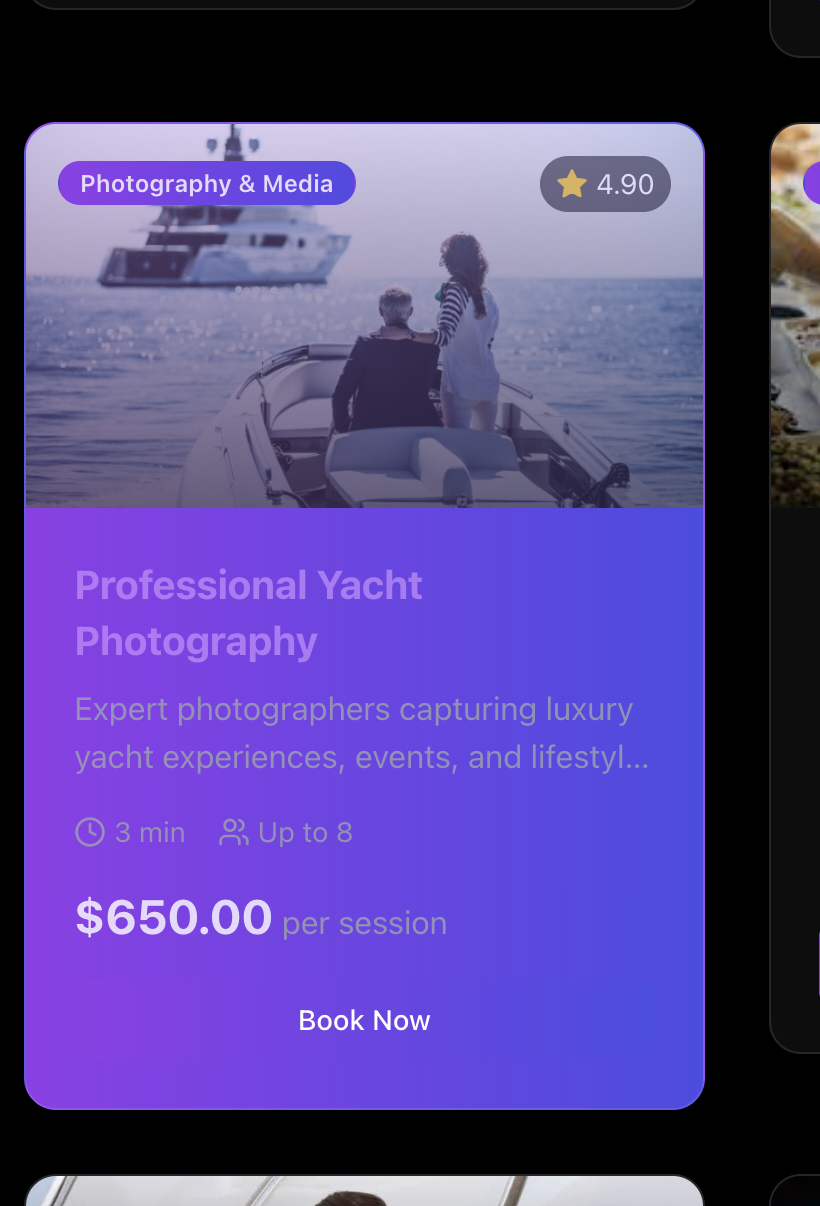 Photography & Media
4.90
Professional Yacht
Photography
Expert photographers capturing luxury
yacht experiences, events, and lifestyl...
3 min
Up to 8
$650.00 per session
Book Now